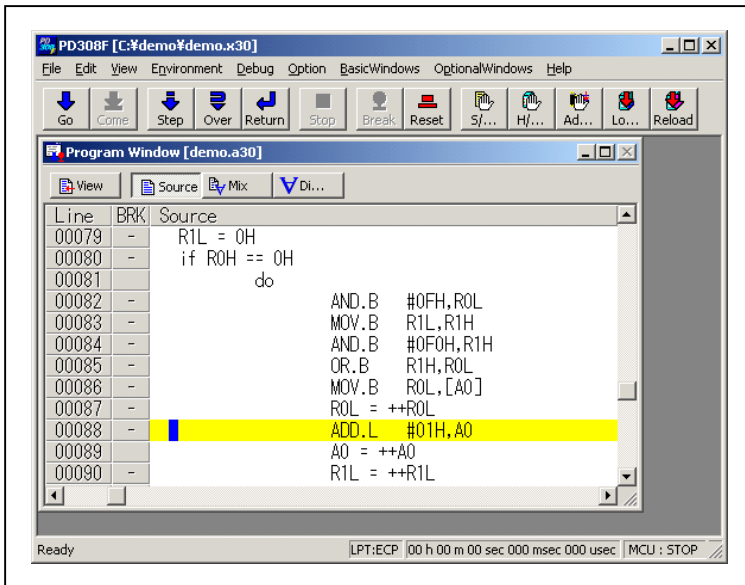 PD308F [C:¥demo¥demo.x30]
File Edit View Environment Debug Option BasicWindows OptionalWindows Help
Go Come Step Over Return Stop Break Reset S/... H/... Ad... Lo... Reload
Program Window [demo.a30]
View Source Mix Di...
Line BRK Source
00079 - R1L = 0H
00080 - if R0H == 0H
00081 do
00082 - AND.B #0FH,R0L
00083 - MOV.B R1L,R1H
00084 - AND.B #0F0H,R1H
00085 - OR.B R1H,R0L
00086 - MOV.B R0L,[A0]
00087 - R0L = ++R0L
00088 - ADD.L #01H,A0
00089 A0 = ++A0
00090 - R1L = ++R1L
Ready LPT:ECP 00 h 00 m 00 sec 000 msec 000 usec MCU : STOP